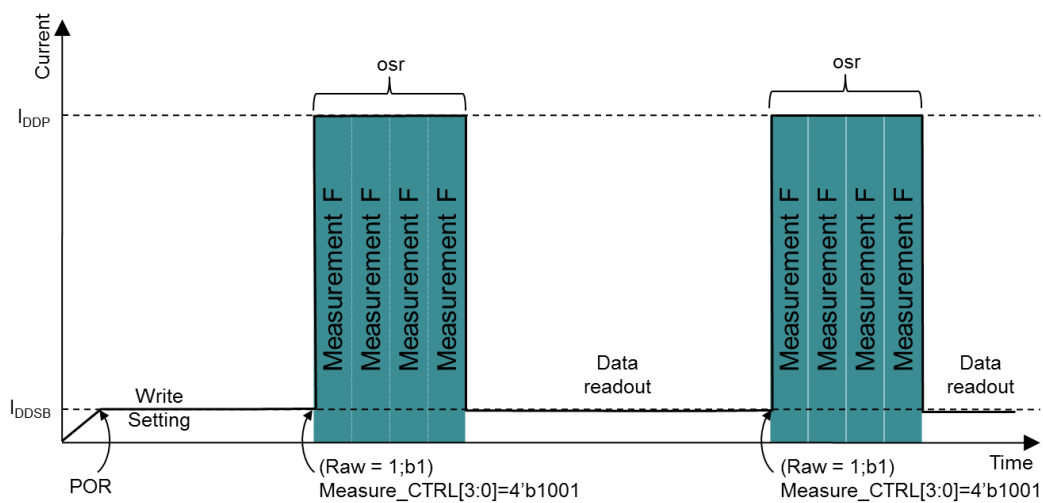 Current
osr
osr
IDDP
Measurement F
Measurement F
Measurement F
Measurement F
Measurement F
Measurement F
Measurement F
Measurement F
Data
readout
Data
readout
IDDSB
Write
Setting
Time
POR
(Raw = 1;b1)
Measure_CTRL[3:0]=4'b1001
(Raw = 1;b1)
Measure_CTRL[3:0]=4'b1001